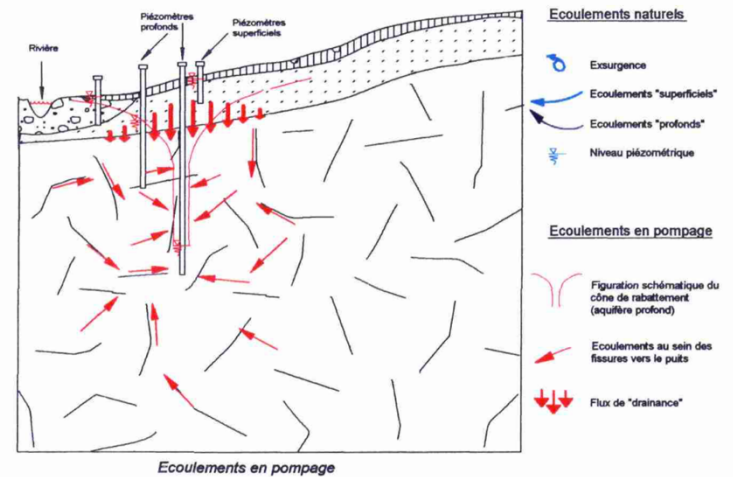 Piézomètres
profonds
Piézomètres
superficiels
Rivière
Ecoulements naturels
Exsurgence
Ecoulements "superficiels"
Ecoulements "profonds"
Niveau piézométrique
Ecoulements en pompage
Figuration schématique du
cône de rabattement
(aquifère profond)
Ecoulements au sein des
fissures vers le puits
Flux de "drainance"
Ecoulements en pompage